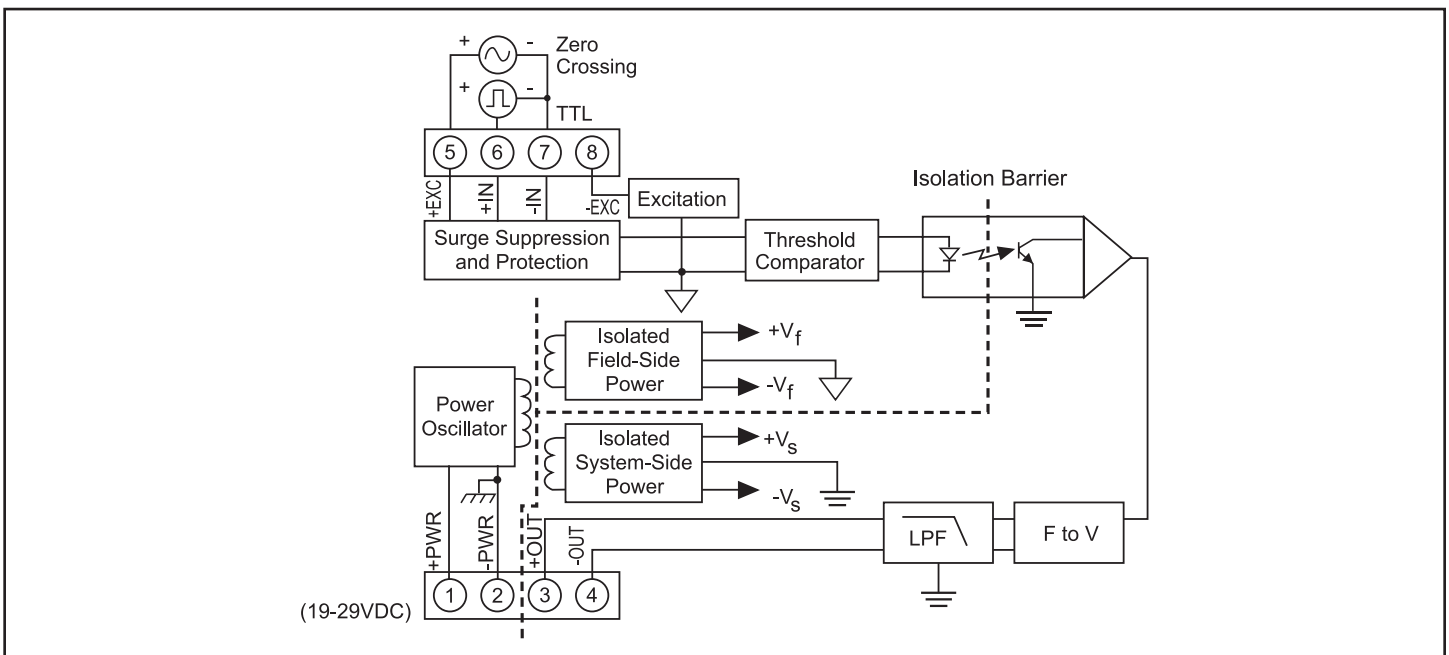 + - Zero
Crossing
+ -
TTL
5 6 7 8
+EXC +IN -IN -EXC
Excitation
Isolation Barrier
Surge Suppression
and Protection
Threshold
Comparator
Isolated
Field-Side
Power
+Vf
-Vf
Power
Oscillator
Isolated
System-Side
Power
+Vs
-Vs
+PWR -PWR +OUT -OUT
LPF
F to V
1 2 3 4
(19-29VDC)